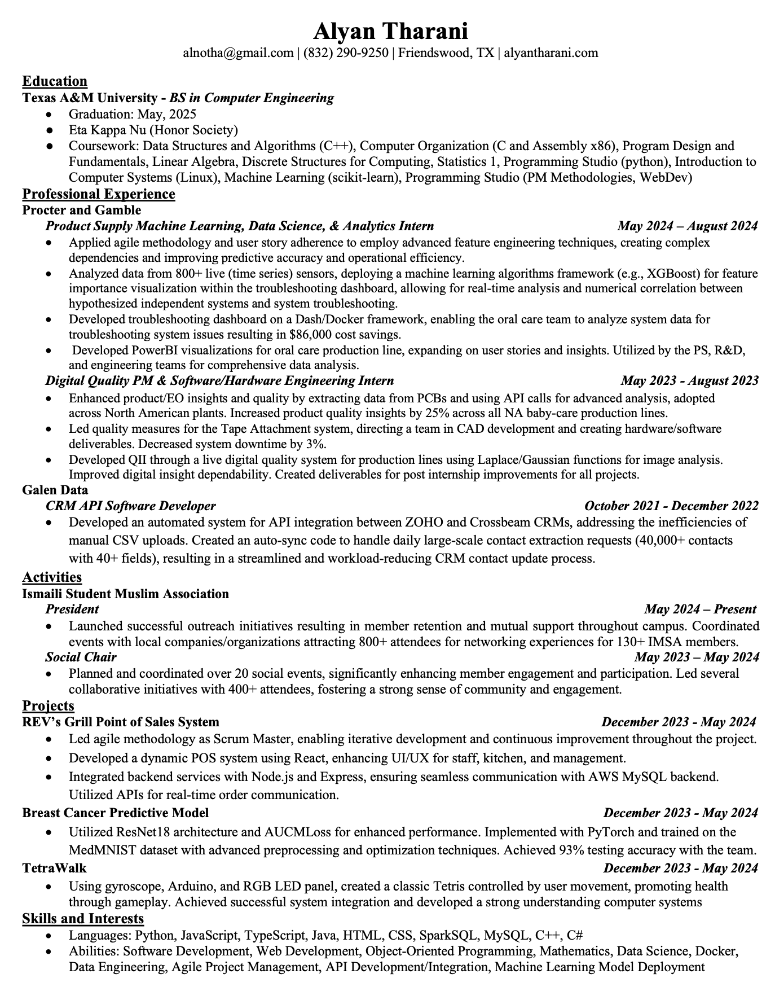 Alyan Tharani
alnotha@gmail.com | (832) 290-9250 | Friendswood, TX | alyantharani.com
Education
Texas A&M University - BS in Computer Engineering
● Graduation: May, 2025
● Eta Kappa Nu (Honor Society)
● Coursework: Data Structures and Algorithms (C++), Computer Organization (C and Assembly x86), Program Design and
Fundamentals, Linear Algebra, Discrete Structures for Computing, Statistics 1, Programming Studio (python), Introduction to
Computer Systems (Linux), Machine Learning (scikit-learn), Programming Studio (PM Methodologies, WebDev)
Professional Experience
Procter and Gamble
Product Supply Machine Learning, Data Science, & Analytics Intern May 2024 – August 2024
● Applied agile methodology and user story adherence to employ advanced feature engineering techniques, creating complex
dependencies and improving predictive accuracy and operational efficiency.
● Analyzed data from 800+ live (time series) sensors, deploying a machine learning algorithms framework (e.g., XGBoost) for feature
importance visualization within the troubleshooting dashboard, allowing for real-time analysis and numerical correlation between
hypothesized independent systems and system troubleshooting.
● Developed troubleshooting dashboard on a Dash/Docker framework, enabling the oral care team to analyze system data for
troubleshooting system issues resulting in $86,000 cost savings.
● Developed PowerBI visualizations for oral care production line, expanding on user stories and insights. Utilized by the PS, R&D,
and engineering teams for comprehensive data analysis.
Digital Quality PM & Software/Hardware Engineering Intern May 2023 - August 2023
● Enhanced product/EO insights and quality by extracting data from PCBs and using API calls for advanced analysis, adopted
across North American plants. Increased product quality insights by 25% across all NA baby-care production lines.
● Led quality measures for the Tape Attachment system, directing a team in CAD development and creating hardware/software
deliverables. Decreased system downtime by 3%.
● Developed QII through a live digital quality system for production lines using Laplace/Gaussian functions for image analysis.
Improved digital insight dependability. Created deliverables for post internship improvements for all projects.
Galen Data
CRM API Software Developer October 2021 - December 2022
● Developed an automated system for API integration between ZOHO and Crossbeam CRMs, addressing the inefficiencies of
manual CSV uploads. Created an auto-sync code to handle daily large-scale contact extraction requests (40,000+ contacts
with 40+ fields), resulting in a streamlined and workload-reducing CRM contact update process.
Activities
Ismaili Student Muslim Association
President May 2024 – Present
● Launched successful outreach initiatives resulting in member retention and mutual support throughout campus. Coordinated
events with local companies/organizations attracting 800+ attendees for networking experiences for 130+ IMSA members.
Social Chair May 2023 – May 2024
● Planned and coordinated over 20 social events, significantly enhancing member engagement and participation. Led several
collaborative initiatives with 400+ attendees, fostering a strong sense of community and engagement.
Projects
REV’s Grill Point of Sales System December 2023 - May 2024
● Led agile methodology as Scrum Master, enabling iterative development and continuous improvement throughout the project.
● Developed a dynamic POS system using React, enhancing UI/UX for staff, kitchen, and management.
● Integrated backend services with Node.js and Express, ensuring seamless communication with AWS MySQL backend.
Utilized APIs for real-time order communication.
Breast Cancer Predictive Model December 2023 - May 2024
● Utilized ResNet18 architecture and AUCMLoss for enhanced performance. Implemented with PyTorch and trained on the
MedMNIST dataset with advanced preprocessing and optimization techniques. Achieved 93% testing accuracy with the team.
TetraWalk December 2023 - May 2024
● Using gyroscope, Arduino, and RGB LED panel, created a classic Tetris controlled by user movement, promoting health
through gameplay. Achieved successful system integration and developed a strong understanding computer systems
Skills and Interests
● Languages: Python, JavaScript, TypeScript, Java, HTML, CSS, SparkSQL, MySQL, C++, C#
● Abilities: Software Development, Web Development, Object-Oriented Programming, Mathematics, Data Science, Docker,
Data Engineering, Agile Project Management, API Development/Integration, Machine Learning Model Deployment